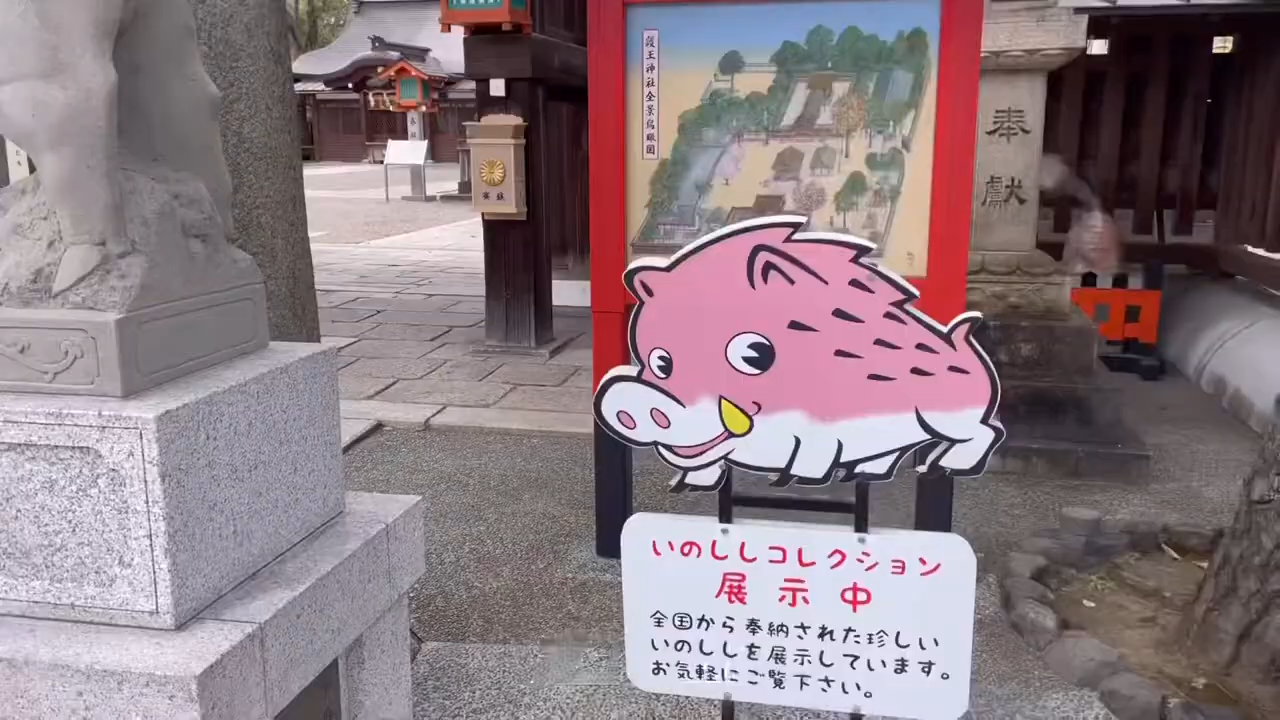 護王神社全景鳥瞰図
奉
獻
いのししコレクション
展示中
全国から奉納された珍しい
いのししを展示しています。
お気軽にご覧下さい。